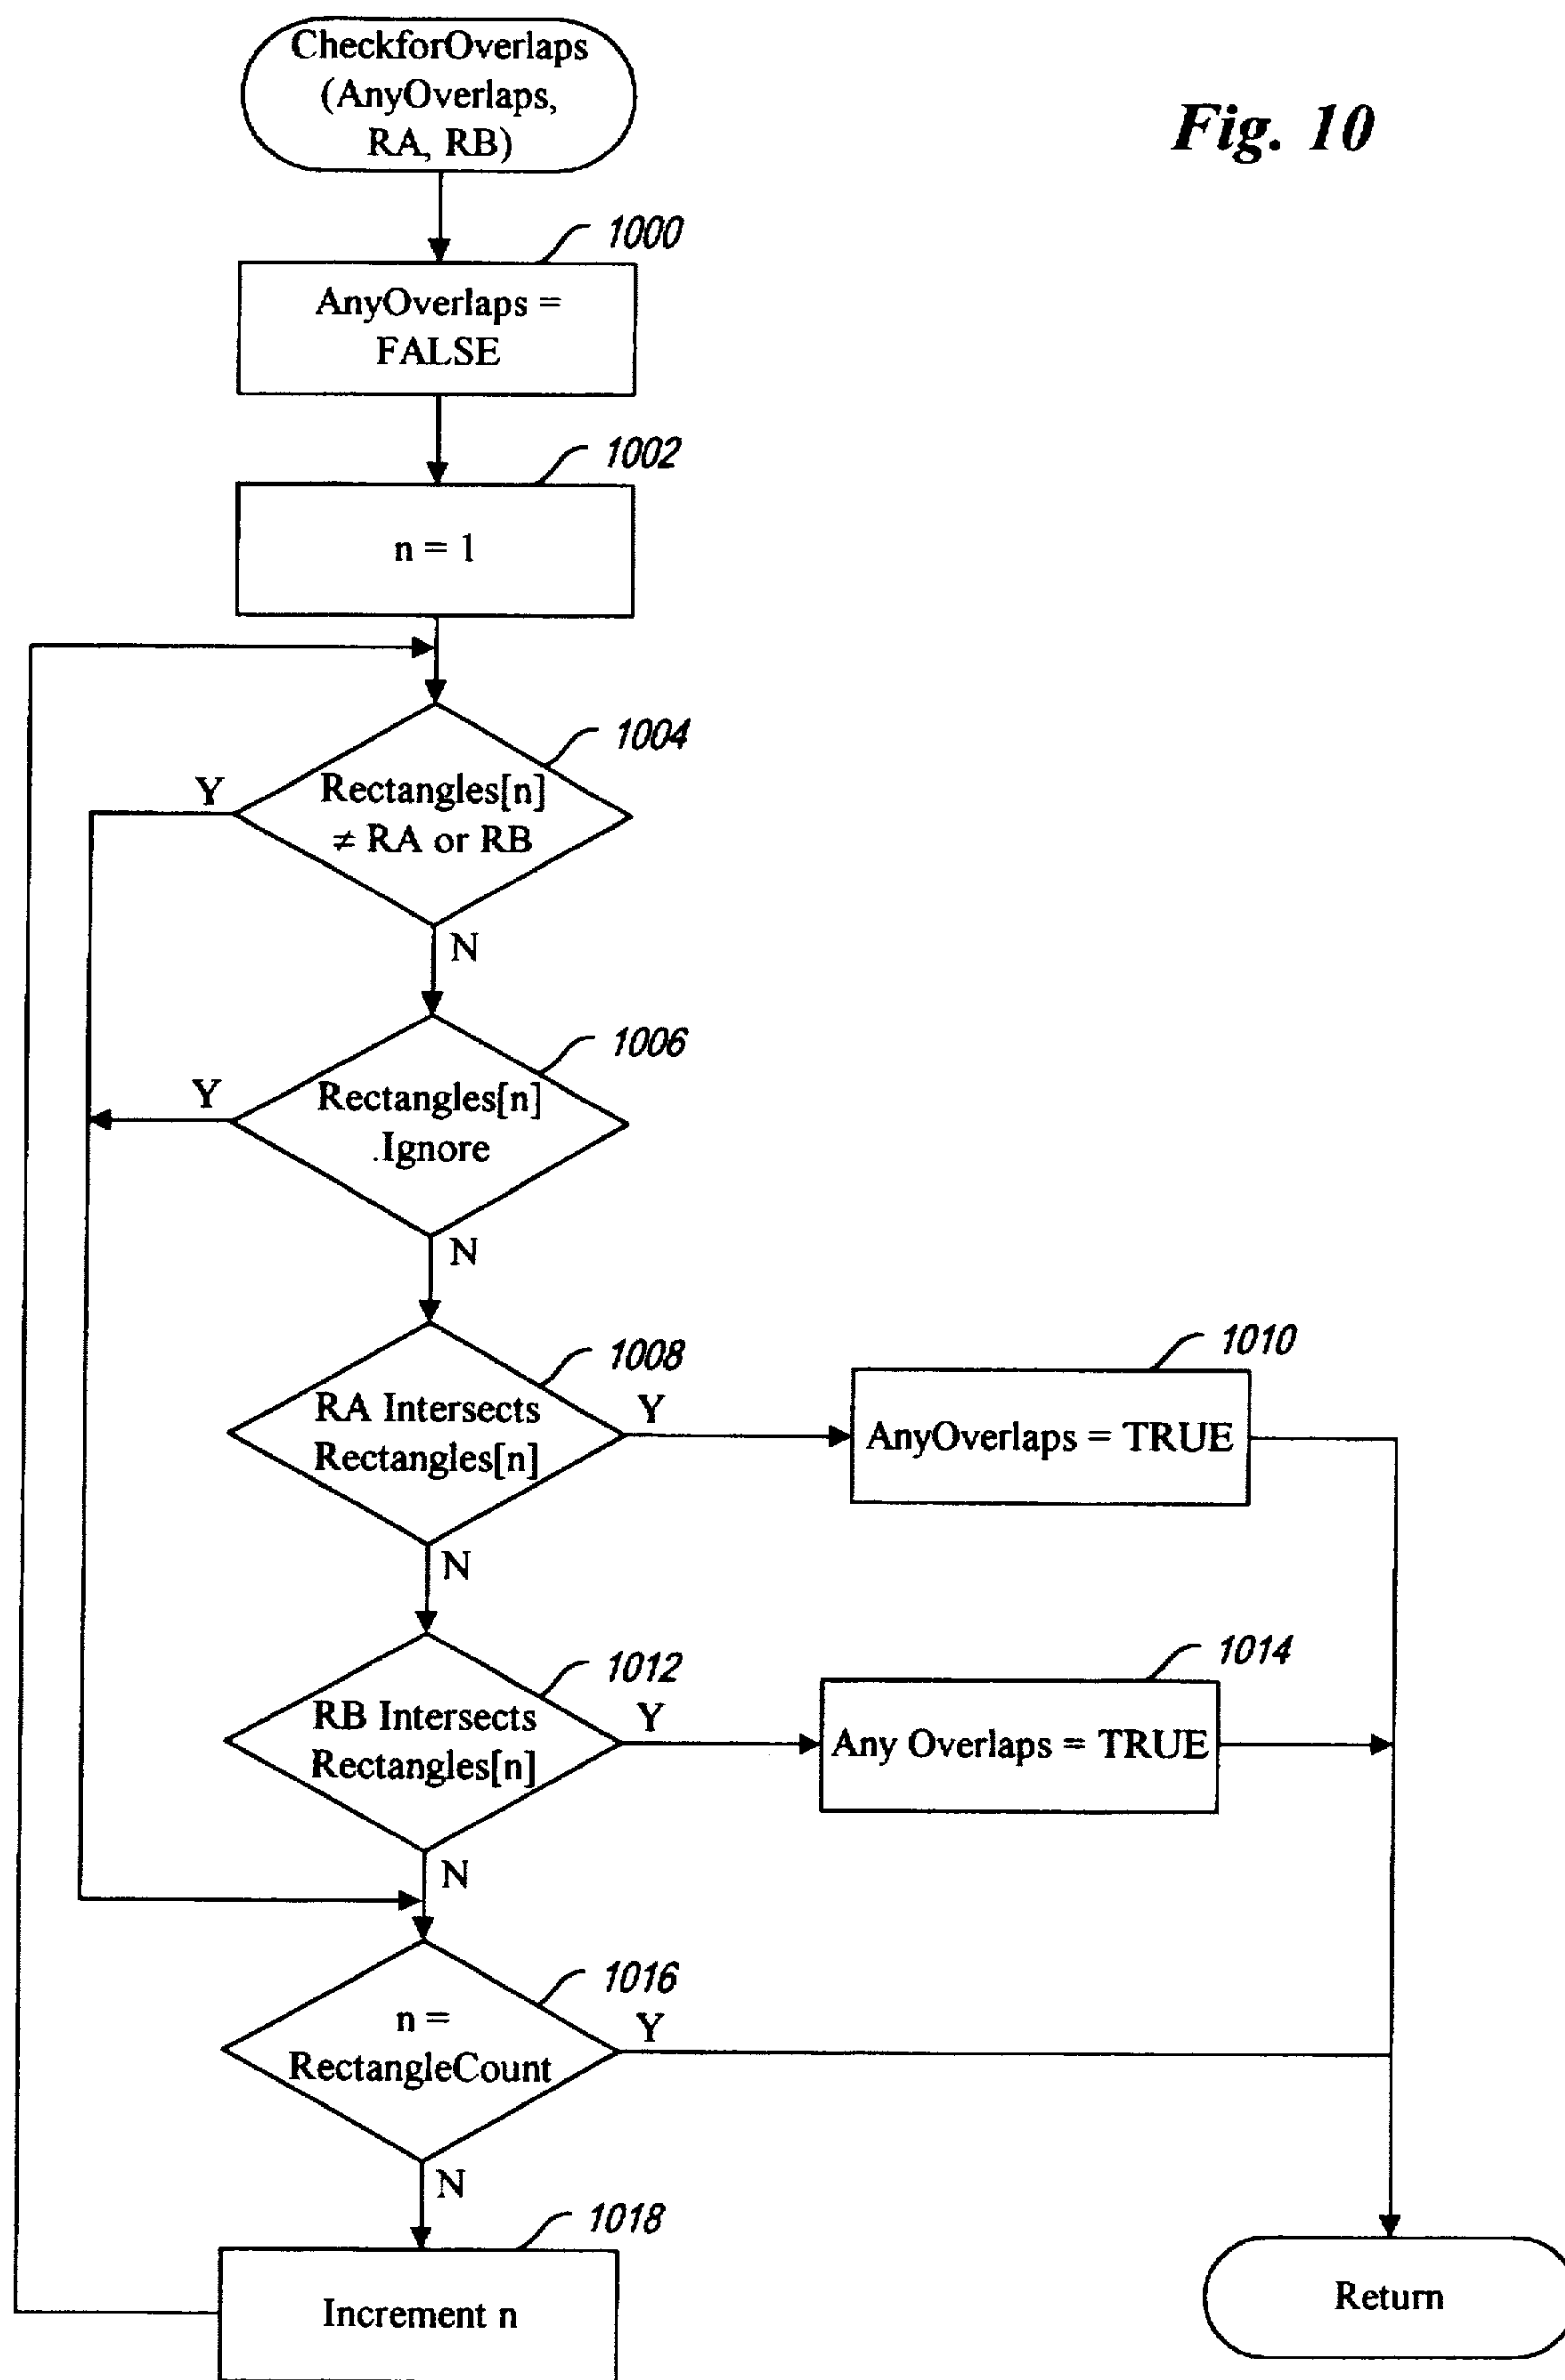 CheckforOverlaps
(AnyOverlaps,
RA, RB)
Fig. 10
1000
AnyOverlaps =
FALSE
1002
n = 1
1004
Rectangles[n]
≠ RA or RB
Y
N
1006
Rectangles[n]
.Ignore
Y
N
1008
RA Intersects
Rectangles[n]
Y
N
1010
AnyOverlaps = TRUE
1012
RB Intersects
Rectangles[n]
Y
N
1014
Any Overlaps = TRUE
1016
n =
RectangleCount
Y
N
1018
Increment n
Return